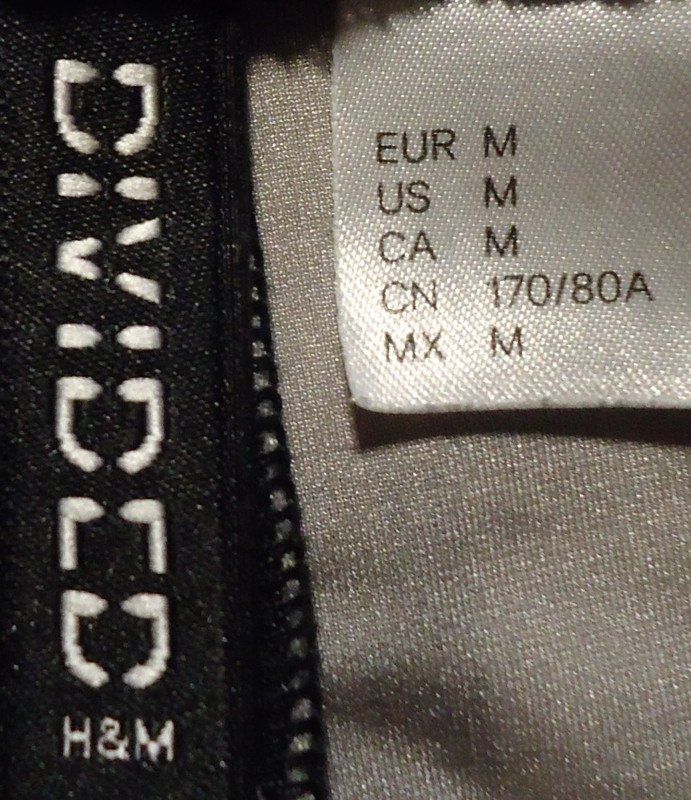 DIVIDED
H&M
EUR M
US M
CA M
CN 170/80A
MX M